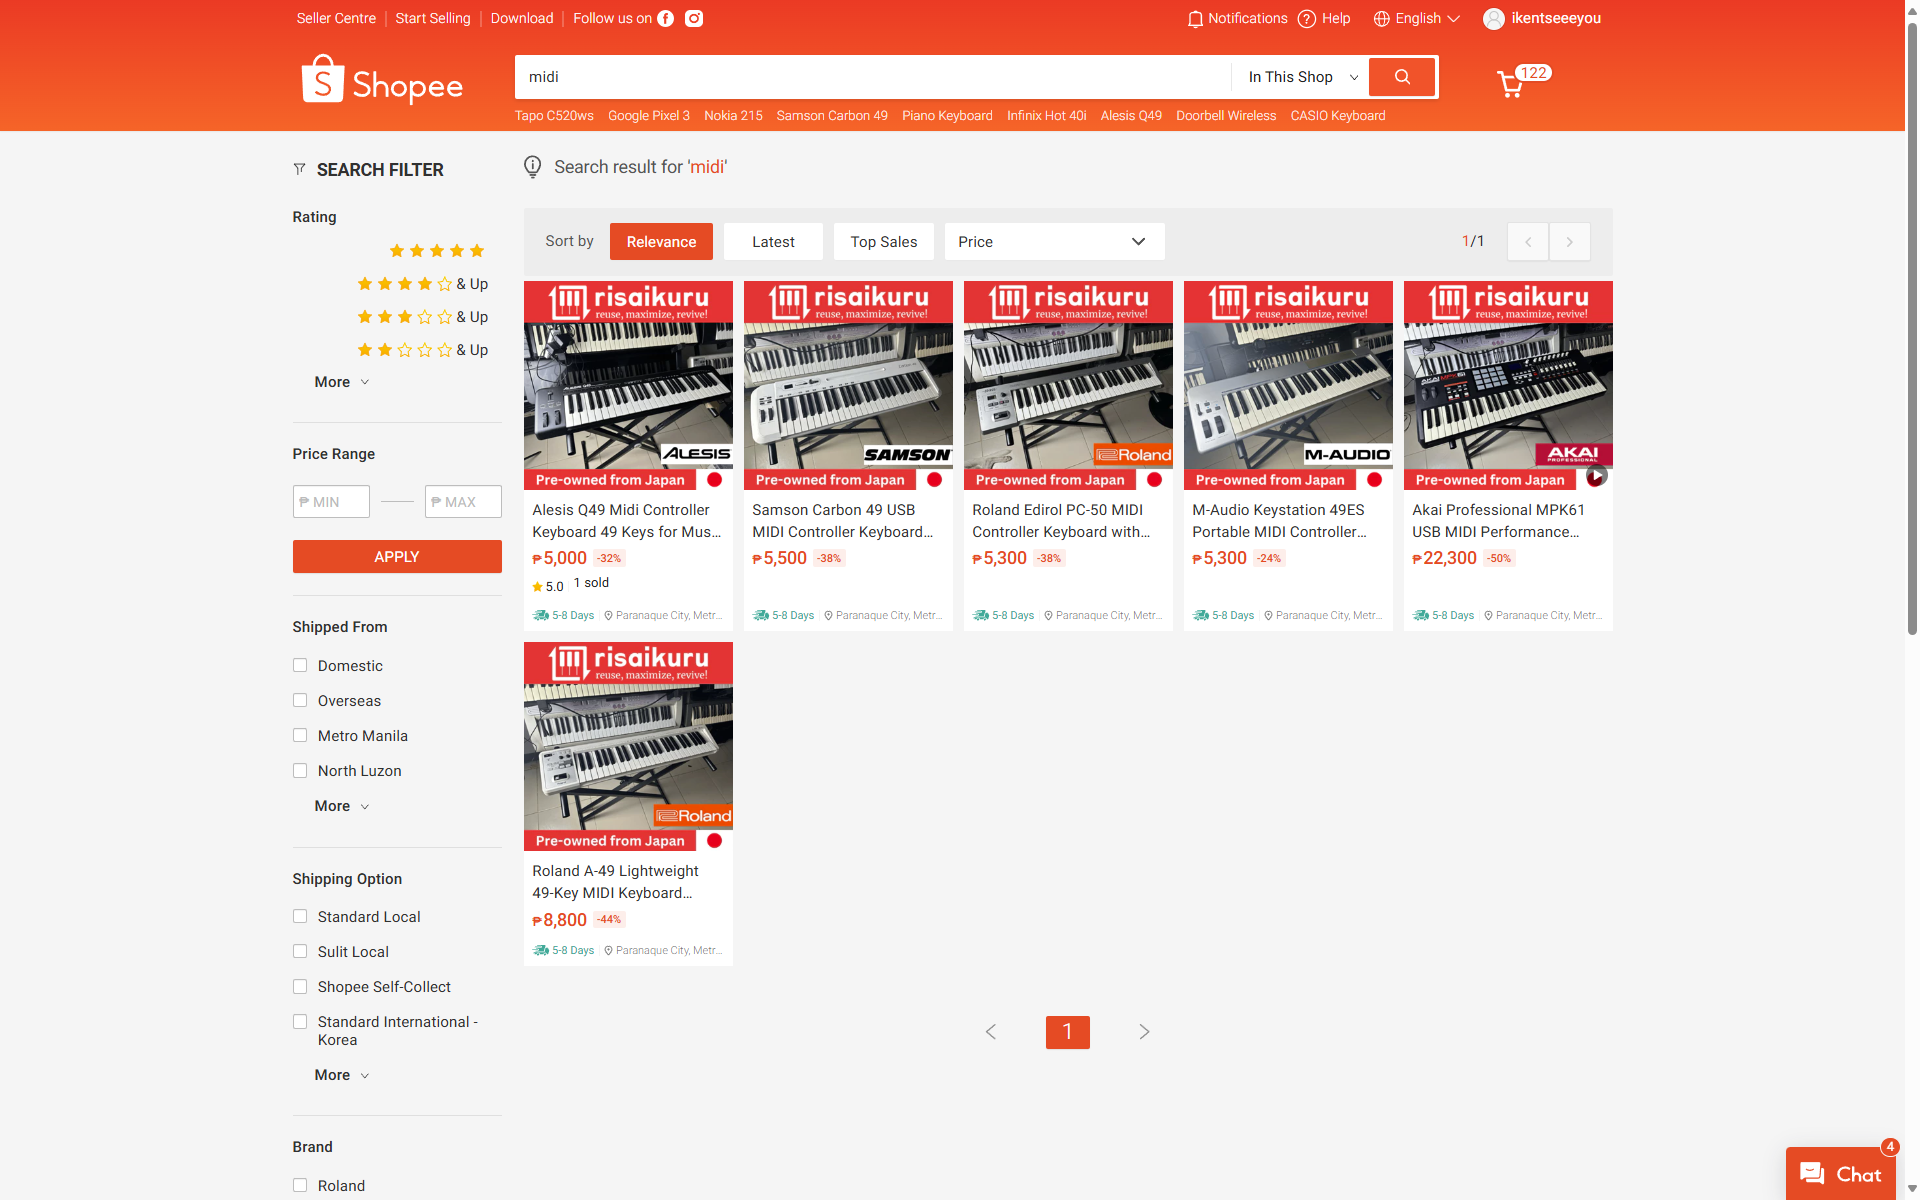 Seller Centre
Start Selling
Download
Follow us on
Notifications
Help
English
ikentseeeyou
Shopee
midi
In This Shop
122
Tapo C520ws Google Pixel 3 Nokia 215 Samson Carbon 49 Piano Keyboard Infinix Hot 40i Alesis Q49 Doorbell Wireless CASIO Keyboard
SEARCH FILTER
Rating
& Up
& Up
& Up
More
Price Range
₱ MIN
₱ MAX
APPLY
Shipped From
Domestic
Overseas
Metro Manila
North Luzon
More
Shipping Option
Standard Local
Sulit Local
Shopee Self-Collect
Standard International -
Korea
More
Brand
Roland
Search result for 'midi'
Sort by
Relevance
Latest
Top Sales
Price
1/1
risaikuru
reuse, maximize, revive!
ALESIS
Pre-owned from Japan
Alesis Q49 Midi Controller
Keyboard 49 Keys for Mus...
₱5,000 -32%
5.0 1 sold
5-8 Days Paranaque City, Metr...
risaikuru
reuse, maximize, revive!
SAMSON
Pre-owned from Japan
Samson Carbon 49 USB
MIDI Controller Keyboard...
₱5,500 -38%
5-8 Days Paranaque City, Metr...
risaikuru
reuse, maximize, revive!
Roland
Pre-owned from Japan
Roland Edirol PC-50 MIDI
Controller Keyboard with...
₱5,300 -38%
5-8 Days Paranaque City, Metr...
risaikuru
reuse, maximize, revive!
M-AUDIO
Pre-owned from Japan
M-Audio Keystation 49ES
Portable MIDI Controller...
₱5,300 -24%
5-8 Days Paranaque City, Metr...
risaikuru
reuse, maximize, revive!
AKAI MPK61
AKAI
PROFESSIONAL
Pre-owned from Japan
Akai Professional MPK61
USB MIDI Performance...
₱22,300 -50%
5-8 Days Paranaque City, Metr...
risaikuru
reuse, maximize, revive!
Roland
Pre-owned from Japan
Roland A-49 Lightweight
49-Key MIDI Keyboard...
₱8,800 -44%
5-8 Days Paranaque City, Metr...
1
4
Chat